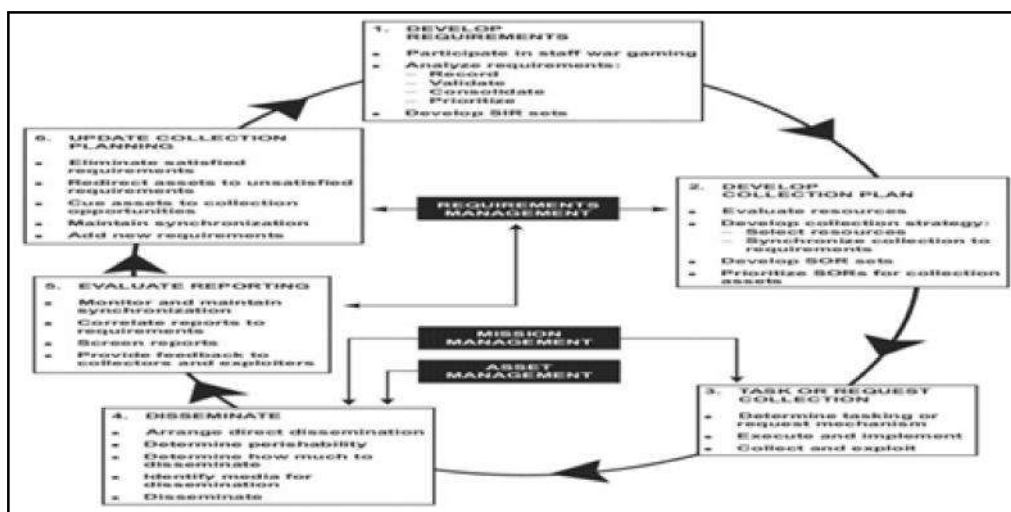 1. DEVELOP
REQUIREMENTS
• Participate in staff war gaming
• Analyze requirements:
– Record
– Validate
– Consolidate
– Prioritize
• Develop SIR sets
2. DEVELOP
COLLECTION PLAN
• Evaluate resources
• Develop collection strategy:
– Select resources
– Synchronize collection to
requirements
• Develop SOR sets
• Prioritize SORs for collection
assets
3. TASK OR REQUEST
COLLECTION
• Determine tasking or
request mechanism
• Execute and implement
• Collect and exploit
4. DISSEMINATE
• Arrange direct dissemination
• Determine perishability
• Determine how much to
disseminate
• Identify media for
dissemination
• Disseminate
5. EVALUATE REPORTING
• Monitor and maintain
synchronization
• Correlate reports to
requirements
• Screen reports
• Provide feedback to
collectors and exploiters
6. UPDATE COLLECTION
PLANNING
• Eliminate satisfied
requirements
• Redirect assets to unsatisfied
requirements
• Cue assets to collection
opportunities
• Maintain synchronization
• Add new requirements
REQUIREMENTS
MANAGEMENT
MISSION
MANAGEMENT
ASSET
MANAGEMENT